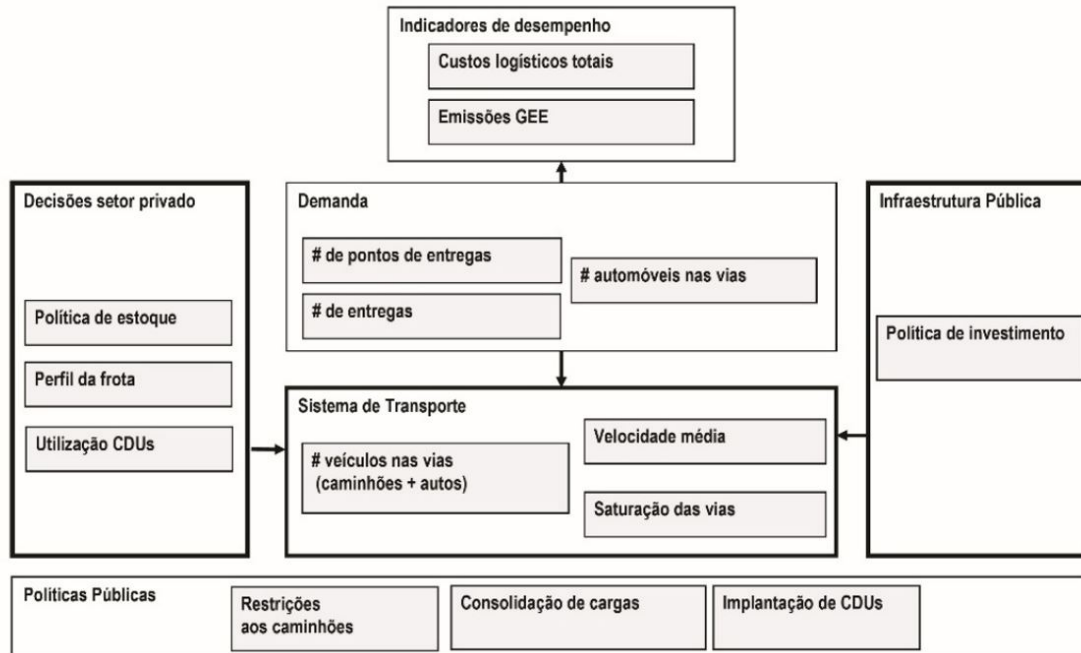 Indicadores de desempenho
Custos logísticos totais
Emissões GEE
Decisões setor privado
Política de estoque
Perfil da frota
Utilização CDUs
Demanda
# de pontos de entregas
# de entregas
# automóveis nas vias
Sistema de Transporte
# veículos nas vias
(caminhões + autos)
Velocidade média
Saturação das vias
Infraestrutura Pública
Política de investimento
Políticas Públicas
Restrições
aos caminhões
Consolidação de cargas
Implantação de CDUs